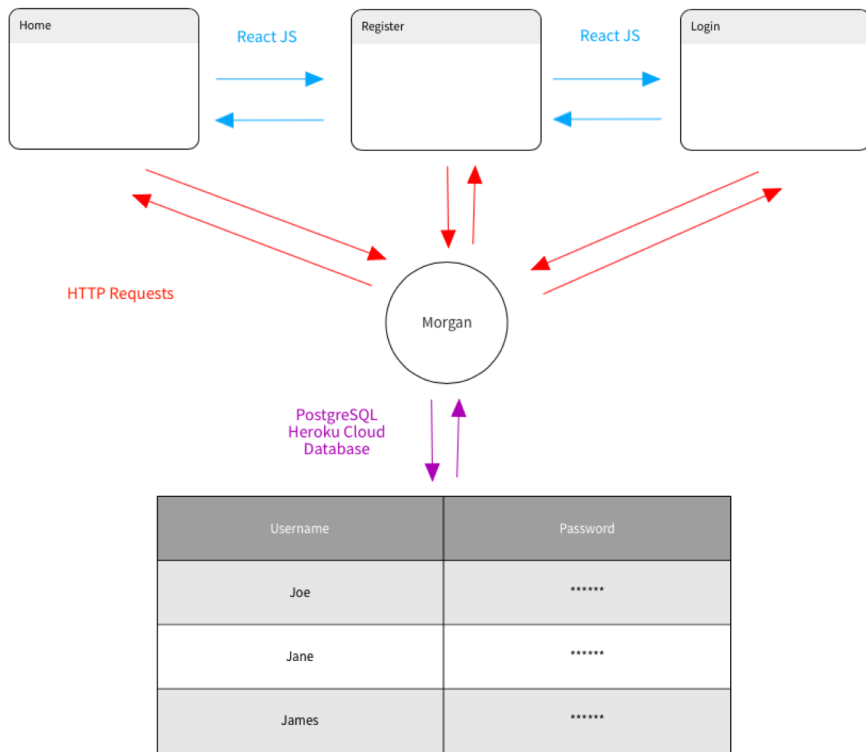 Home
React JS
Register
React JS
Login
HTTP Requests
Morgan
PostgreSQL
Heroku Cloud
Database
Username Password
Joe ******
Jane ******
James ******